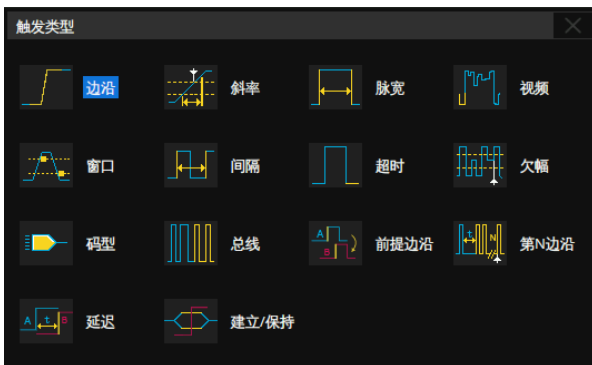 触发类型
边沿 斜率 脉宽 视频
窗口 间隔 超时 欠幅
码型 总线 A B 前提边沿 t N 第N边沿
A t B 延迟 建立/保持